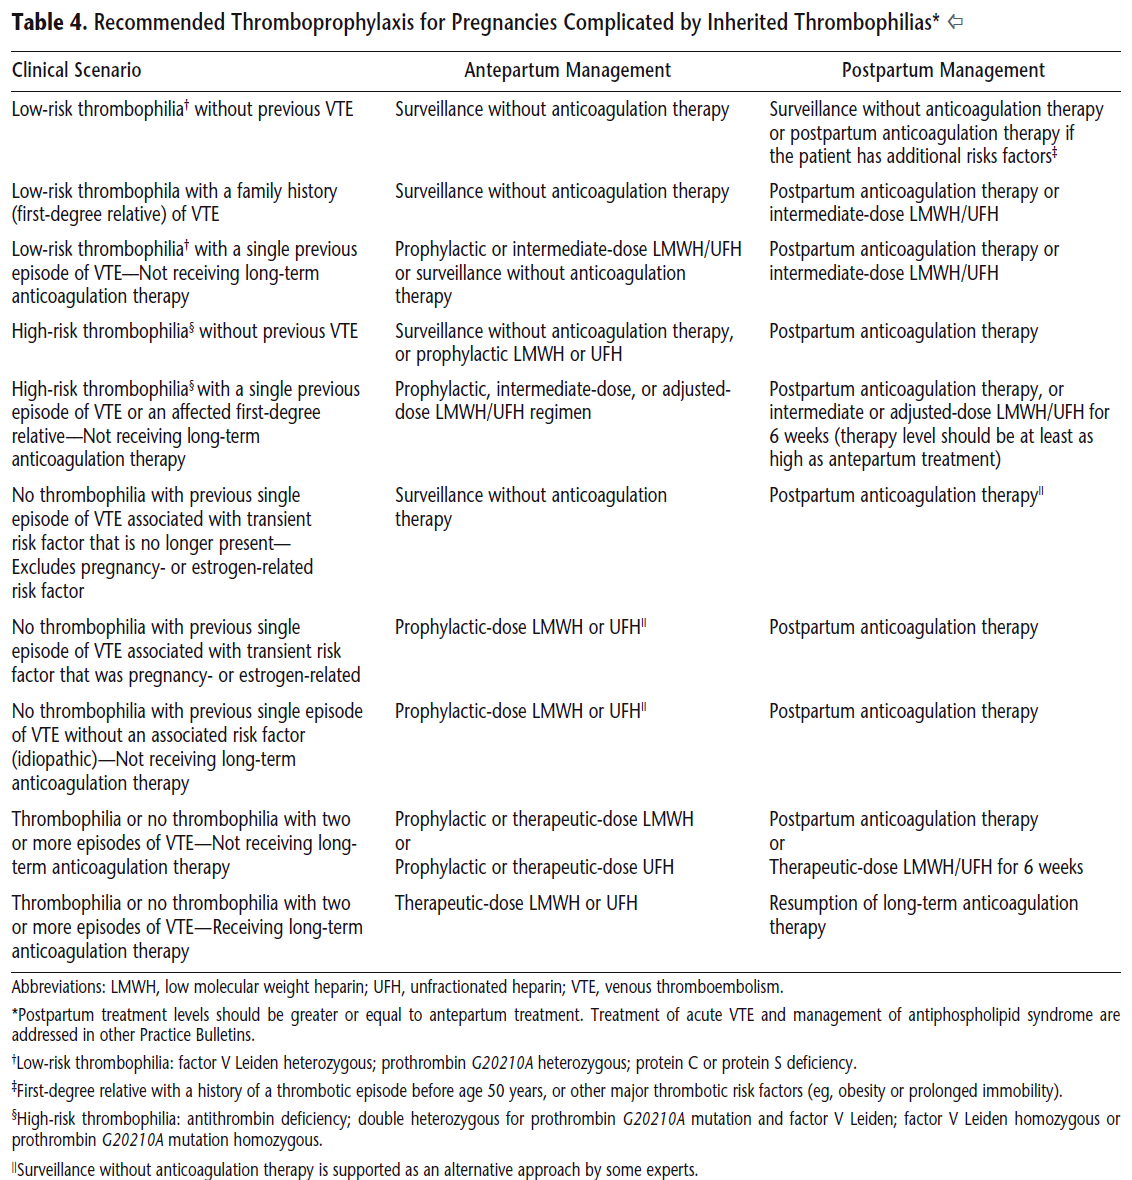 Table 4. Recommended Thromboprophylaxis for Pregnancies Complicated by Inherited Thrombophilias* ⇦
Clinical Scenario Antepartum Management Postpartum Management
Low-risk thrombophilia† without previous VTE Surveillance without anticoagulation therapy Surveillance without anticoagulation therapy
or postpartum anticoagulation therapy if
the patient has additional risks factors‡
Low-risk thrombophila with a family history Surveillance without anticoagulation therapy Postpartum anticoagulation therapy or
(first-degree relative) of VTE intermediate-dose LMWH/UFH
Low-risk thrombophilia† with a single previous Prophylactic or intermediate-dose LMWH/UFH Postpartum anticoagulation therapy or
episode of VTE—Not receiving long-term or surveillance without anticoagulation intermediate-dose LMWH/UFH
anticoagulation therapy therapy
High-risk thrombophilia§ without previous VTE Surveillance without anticoagulation therapy, Postpartum anticoagulation therapy
or prophylactic LMWH or UFH
High-risk thrombophilia§ with a single previous Prophylactic, intermediate-dose, or adjusted- Postpartum anticoagulation therapy, or
episode of VTE or an affected first-degree dose LMWH/UFH regimen intermediate or adjusted-dose LMWH/UFH for
relative—Not receiving long-term 6 weeks (therapy level should be at least as
anticoagulation therapy high as antepartum treatment)
No thrombophilia with previous single Surveillance without anticoagulation Postpartum anticoagulation therapy||
episode of VTE associated with transient therapy
risk factor that is no longer present—
Excludes pregnancy- or estrogen-related
risk factor
No thrombophilia with previous single Prophylactic-dose LMWH or UFH|| Postpartum anticoagulation therapy
episode of VTE associated with transient risk
factor that was pregnancy- or estrogen-related
No thrombophilia with previous single episode Prophylactic-dose LMWH or UFH|| Postpartum anticoagulation therapy
of VTE without an associated risk factor
(idiopathic)—Not receiving long-term
anticoagulation therapy
Thrombophilia or no thrombophilia with two Prophylactic or therapeutic-dose LMWH Postpartum anticoagulation therapy
or more episodes of VTE—Not receiving long- or or
term anticoagulation therapy Prophylactic or therapeutic-dose UFH Therapeutic-dose LMWH/UFH for 6 weeks
Thrombophilia or no thrombophilia with two Therapeutic-dose LMWH or UFH Resumption of long-term anticoagulation
or more episodes of VTE—Receiving long-term therapy
anticoagulation therapy
Abbreviations: LMWH, low molecular weight heparin; UFH, unfractionated heparin; VTE, venous thromboembolism.
*Postpartum treatment levels should be greater or equal to antepartum treatment. Treatment of acute VTE and management of antiphospholipid syndrome are
addressed in other Practice Bulletins.
†Low-risk thrombophilia: factor V Leiden heterozygous; prothrombin G20210A heterozygous; protein C or protein S deficiency.
‡First-degree relative with a history of a thrombotic episode before age 50 years, or other major thrombotic risk factors (eg, obesity or prolonged immobility).
§High-risk thrombophilia: antithrombin deficiency; double heterozygous for prothrombin G20210A mutation and factor V Leiden; factor V Leiden homozygous or
prothrombin G20210A mutation homozygous.
||Surveillance without anticoagulation therapy is supported as an alternative approach by some experts.